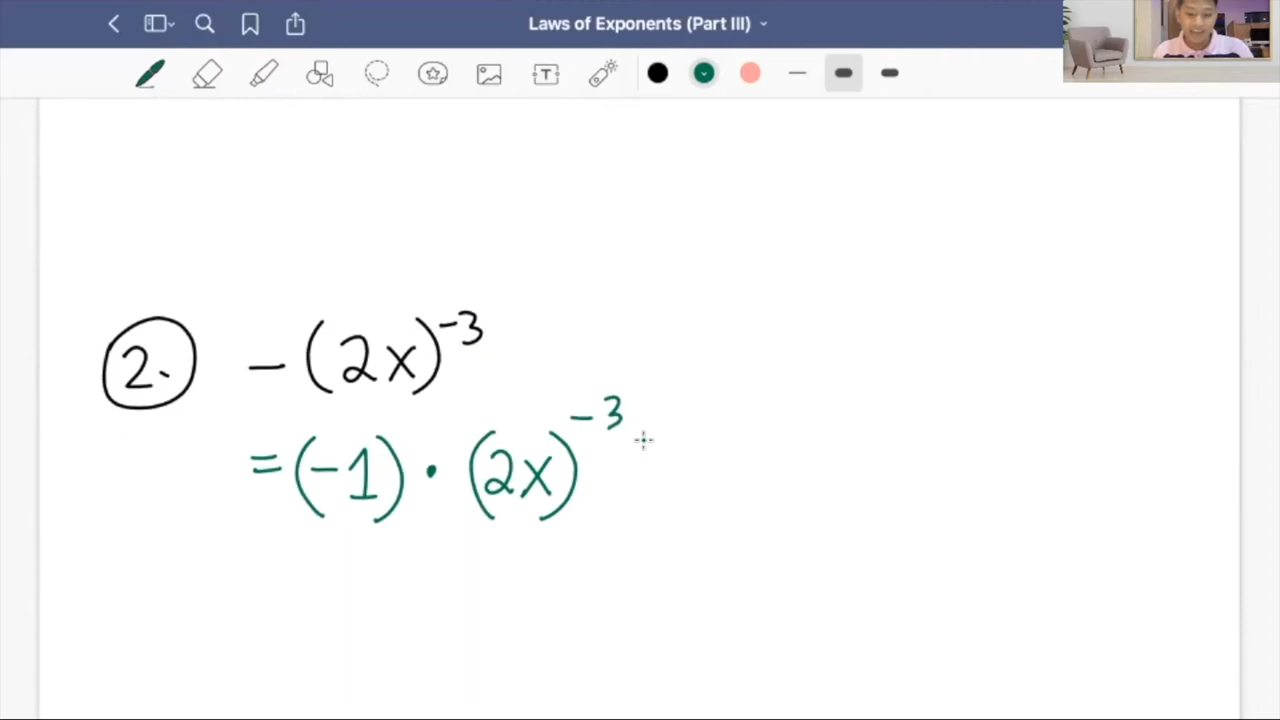 Laws of Exponents (Part III)
2. -(2x)⁻³
= (-1) · (2x)⁻³